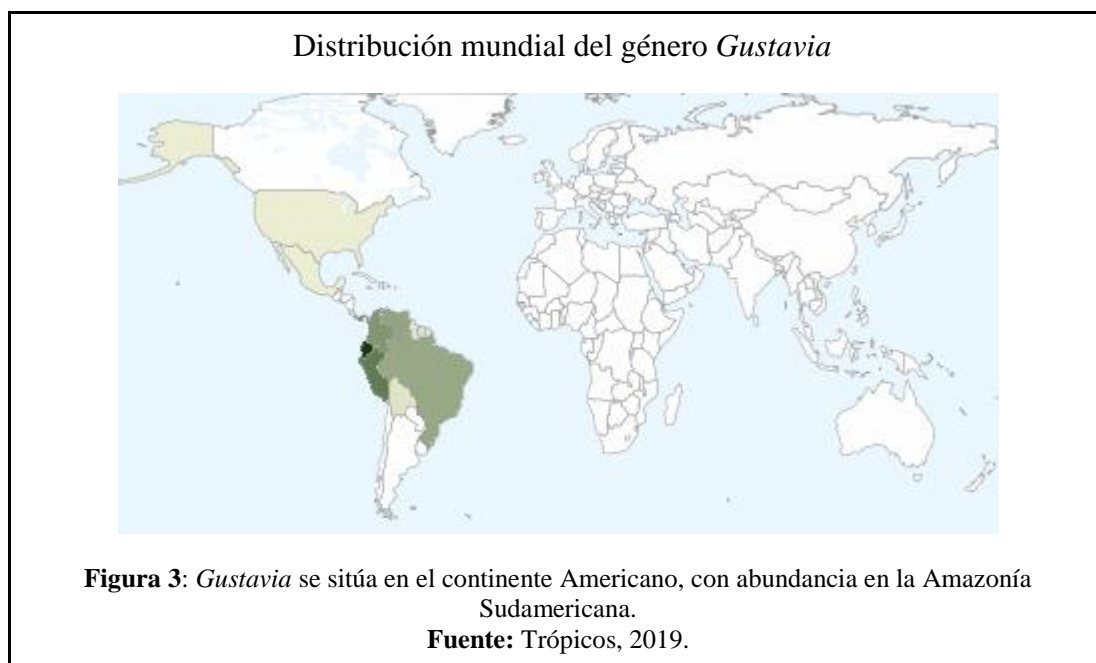 Distribución mundial del género Gustavia
Figura 3: Gustavia se sitúa en el continente Americano, con abundancia en la Amazonía
Sudamericana.
Fuente: Trópicos, 2019.